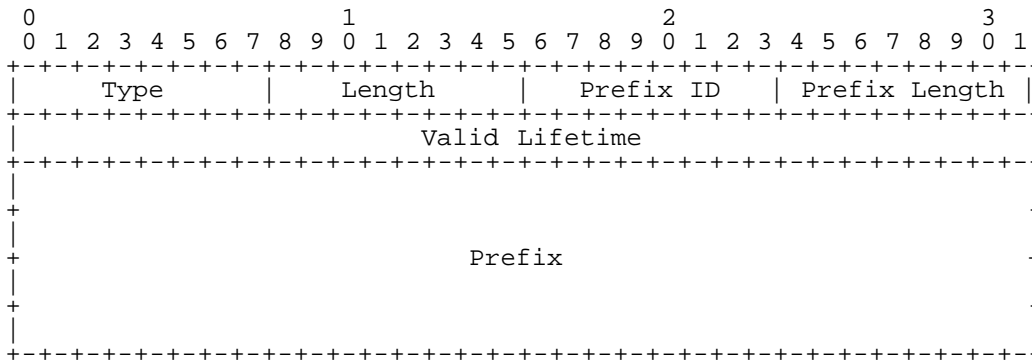 0                   1                   2                   3
 0 1 2 3 4 5 6 7 8 9 0 1 2 3 4 5 6 7 8 9 0 1 2 3 4 5 6 7 8 9 0 1
+-+-+-+-+-+-+-+-+-+-+-+-+-+-+-+-+-+-+-+-+-+-+-+-+-+-+-+-+-+-+-+-
|     Type      |    Length     |   Prefix ID   | Prefix Length |
+-+-+-+-+-+-+-+-+-+-+-+-+-+-+-+-+-+-+-+-+-+-+-+-+-+-+-+-+-+-+-+-
|                         Valid Lifetime
+-+-+-+-+-+-+-+-+-+-+-+-+-+-+-+-+-+-+-+-+-+-+-+-+-+-+-+-+-+-+-+-
|
+                                                               -
|
+                            Prefix                             -
|
+                                                               -
|
+-+-+-+-+-+-+-+-+-+-+-+-+-+-+-+-+-+-+-+-+-+-+-+-+-+-+-+-+-+-+-+-